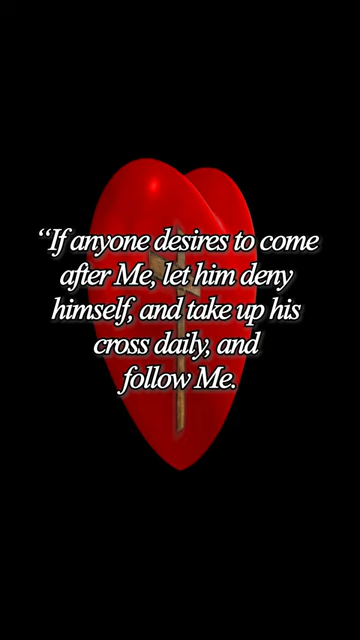 “If anyone desires to come
after Me, let him deny
himself, and take up his
cross daily, and
follow Me.